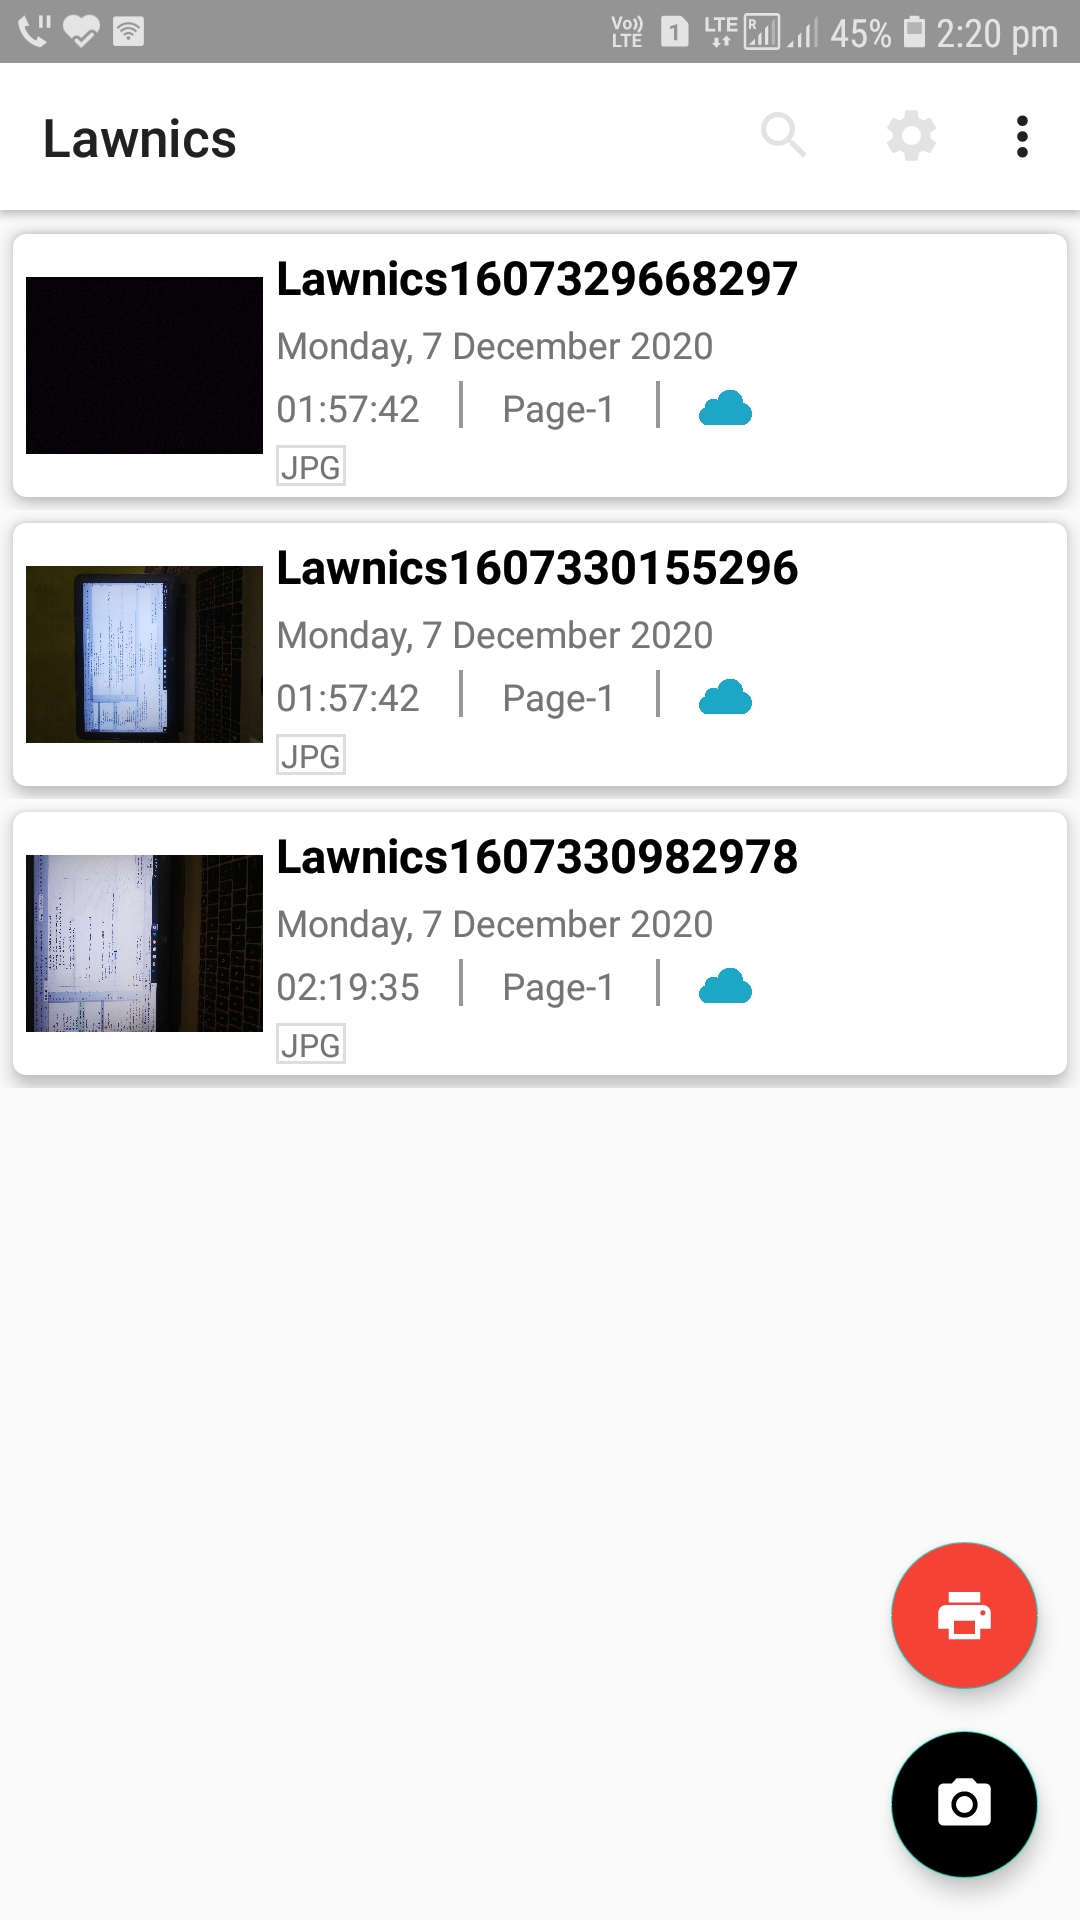 Vo)) LTE 1 LTE R 45% 2:20 pm
Lawnics
Lawnics1607329668297
Monday, 7 December 2020
01:57:42 | Page-1 |
JPG
Lawnics1607330155296
Monday, 7 December 2020
01:57:42 | Page-1 |
JPG
Lawnics1607330982978
Monday, 7 December 2020
02:19:35 | Page-1 |
JPG